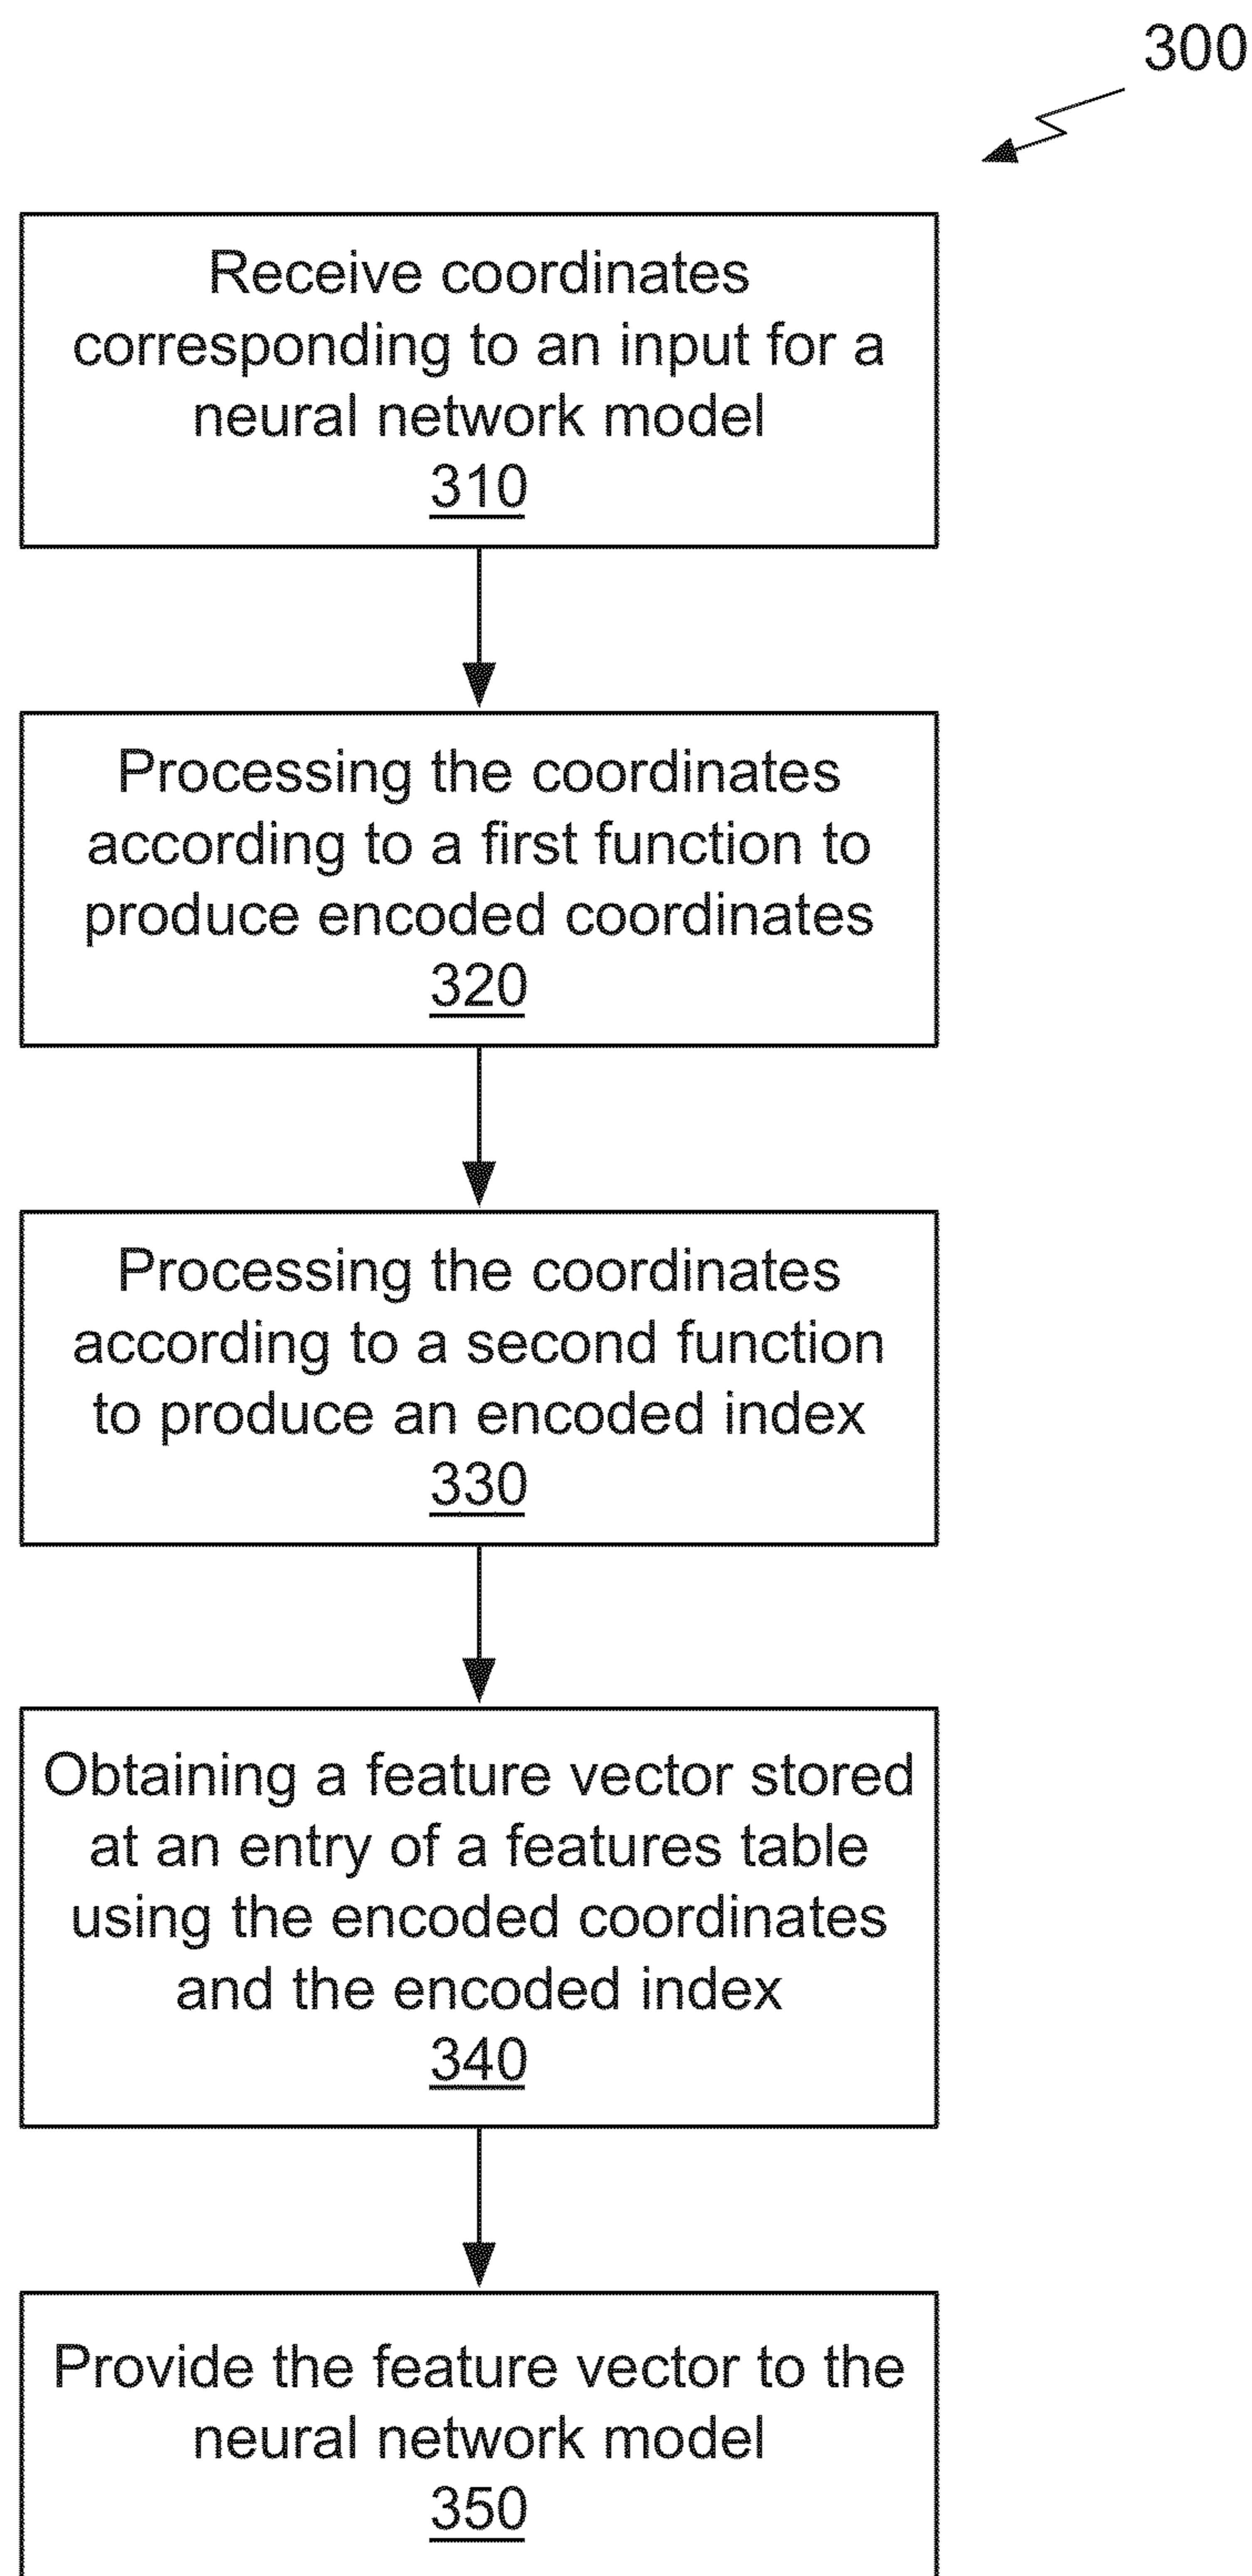 300
Receive coordinates
corresponding to an input for a
neural network model
310
Processing the coordinates
according to a first function to
produce encoded coordinates
320
Processing the coordinates
according to a second function
to produce an encoded index
330
Obtaining a feature vector stored
at an entry of a features table
using the encoded coordinates
and the encoded index
340
Provide the feature vector to the
neural network model
350